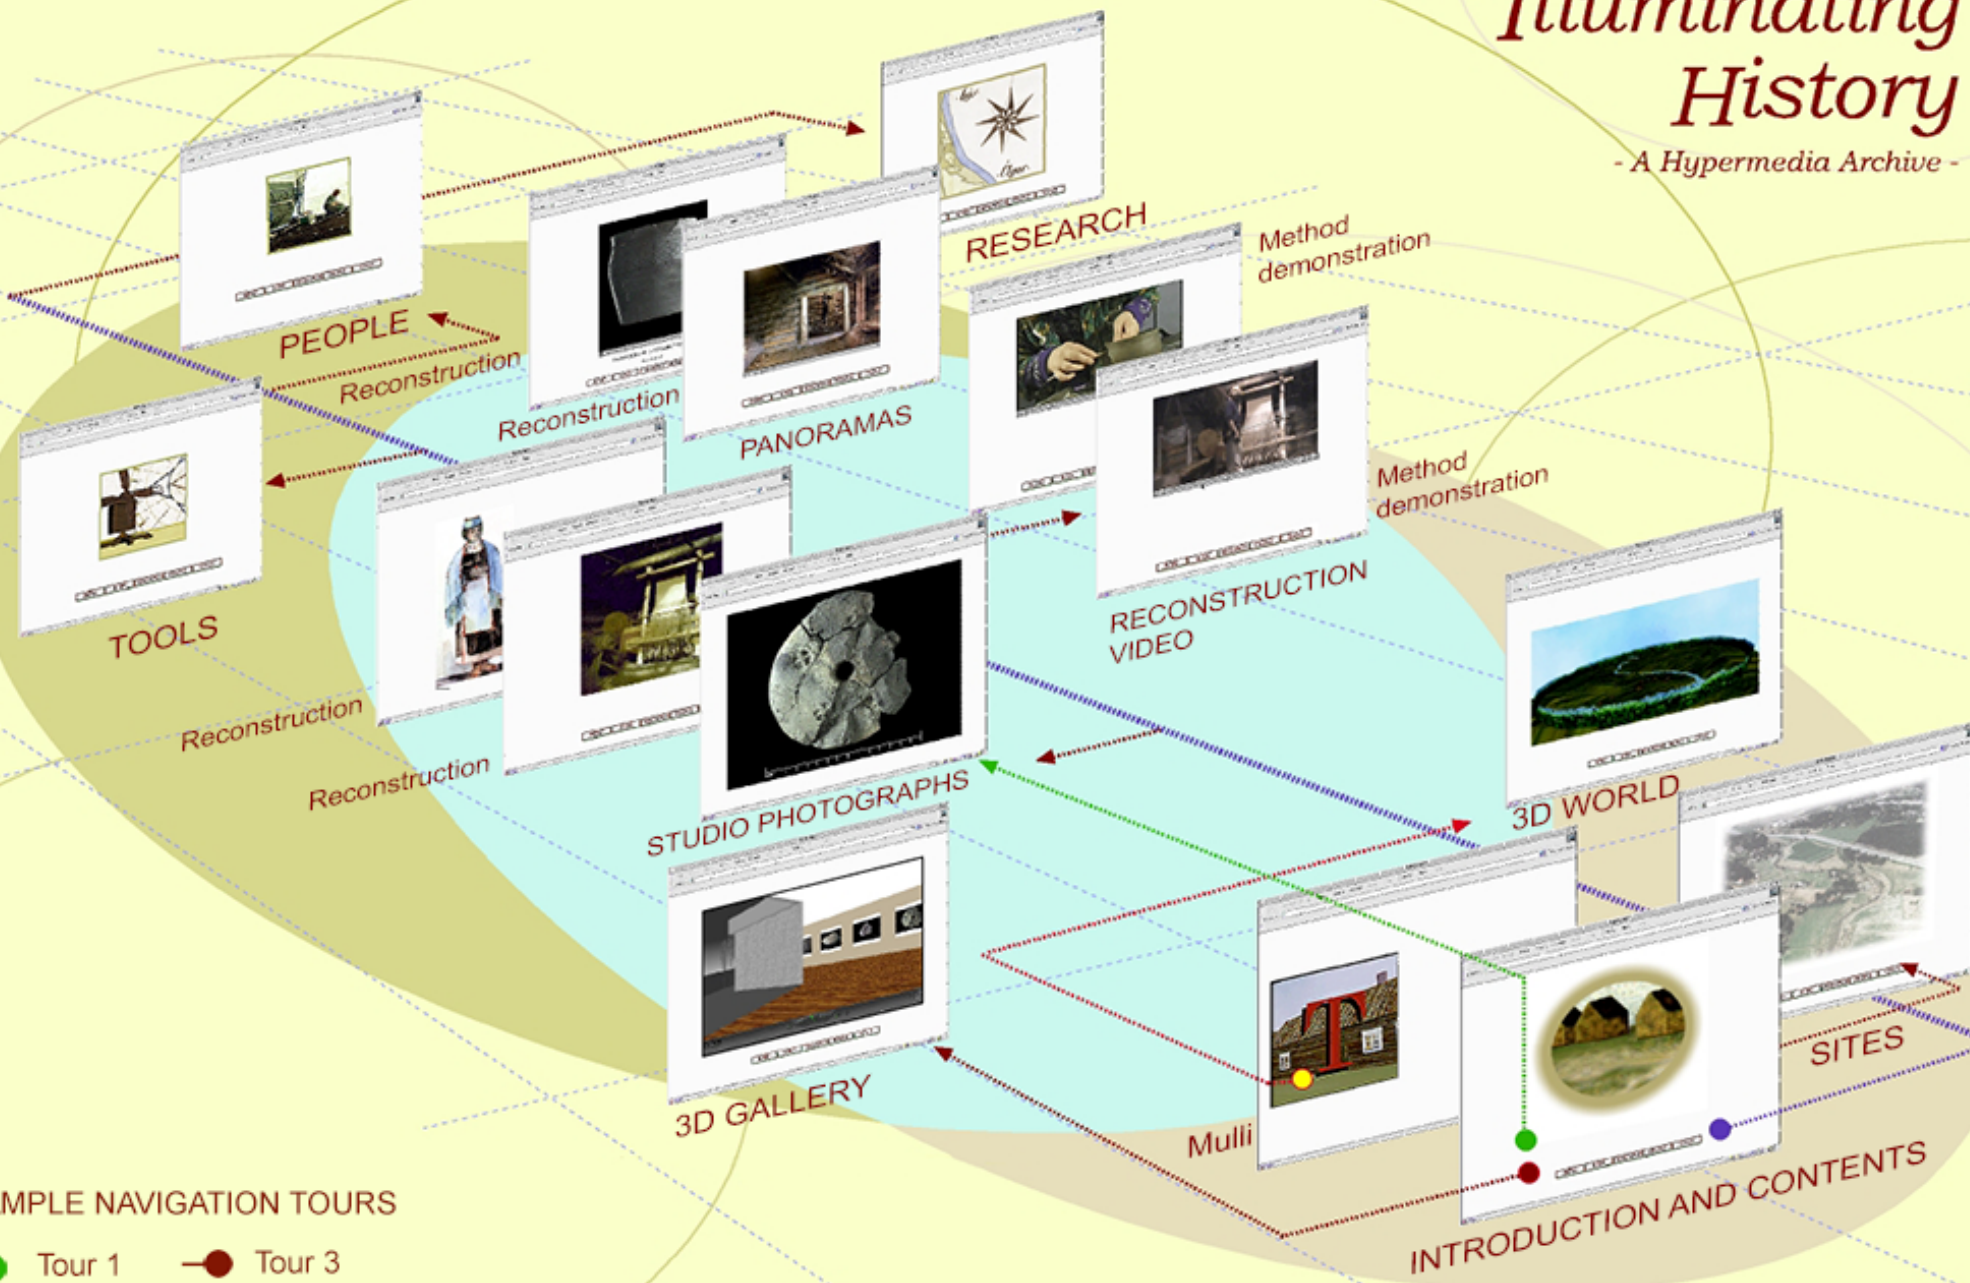 Illuminating
History
- A Hypermedia Archive -
RESEARCH
Method
demonstration
PEOPLE
Reconstruction
Reconstruction
PANORAMAS
Method
demonstration
TOOLS
RECONSTRUCTION
VIDEO
Reconstruction
Reconstruction
STUDIO PHOTOGRAPHS
3D WORLD
3D GALLERY
T
Mulli
SITES
INTRODUCTION AND CONTENTS
MPLE NAVIGATION TOURS
Tour 1
Tour 3